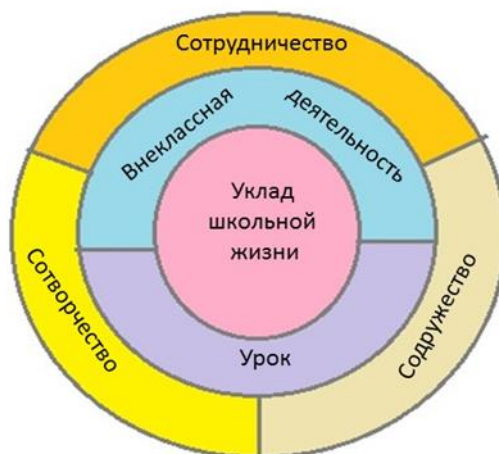 Сотрудничество
Внеклассная деятельность
Уклад
школьной
жизни
Сотворчество
Содружество
Урок